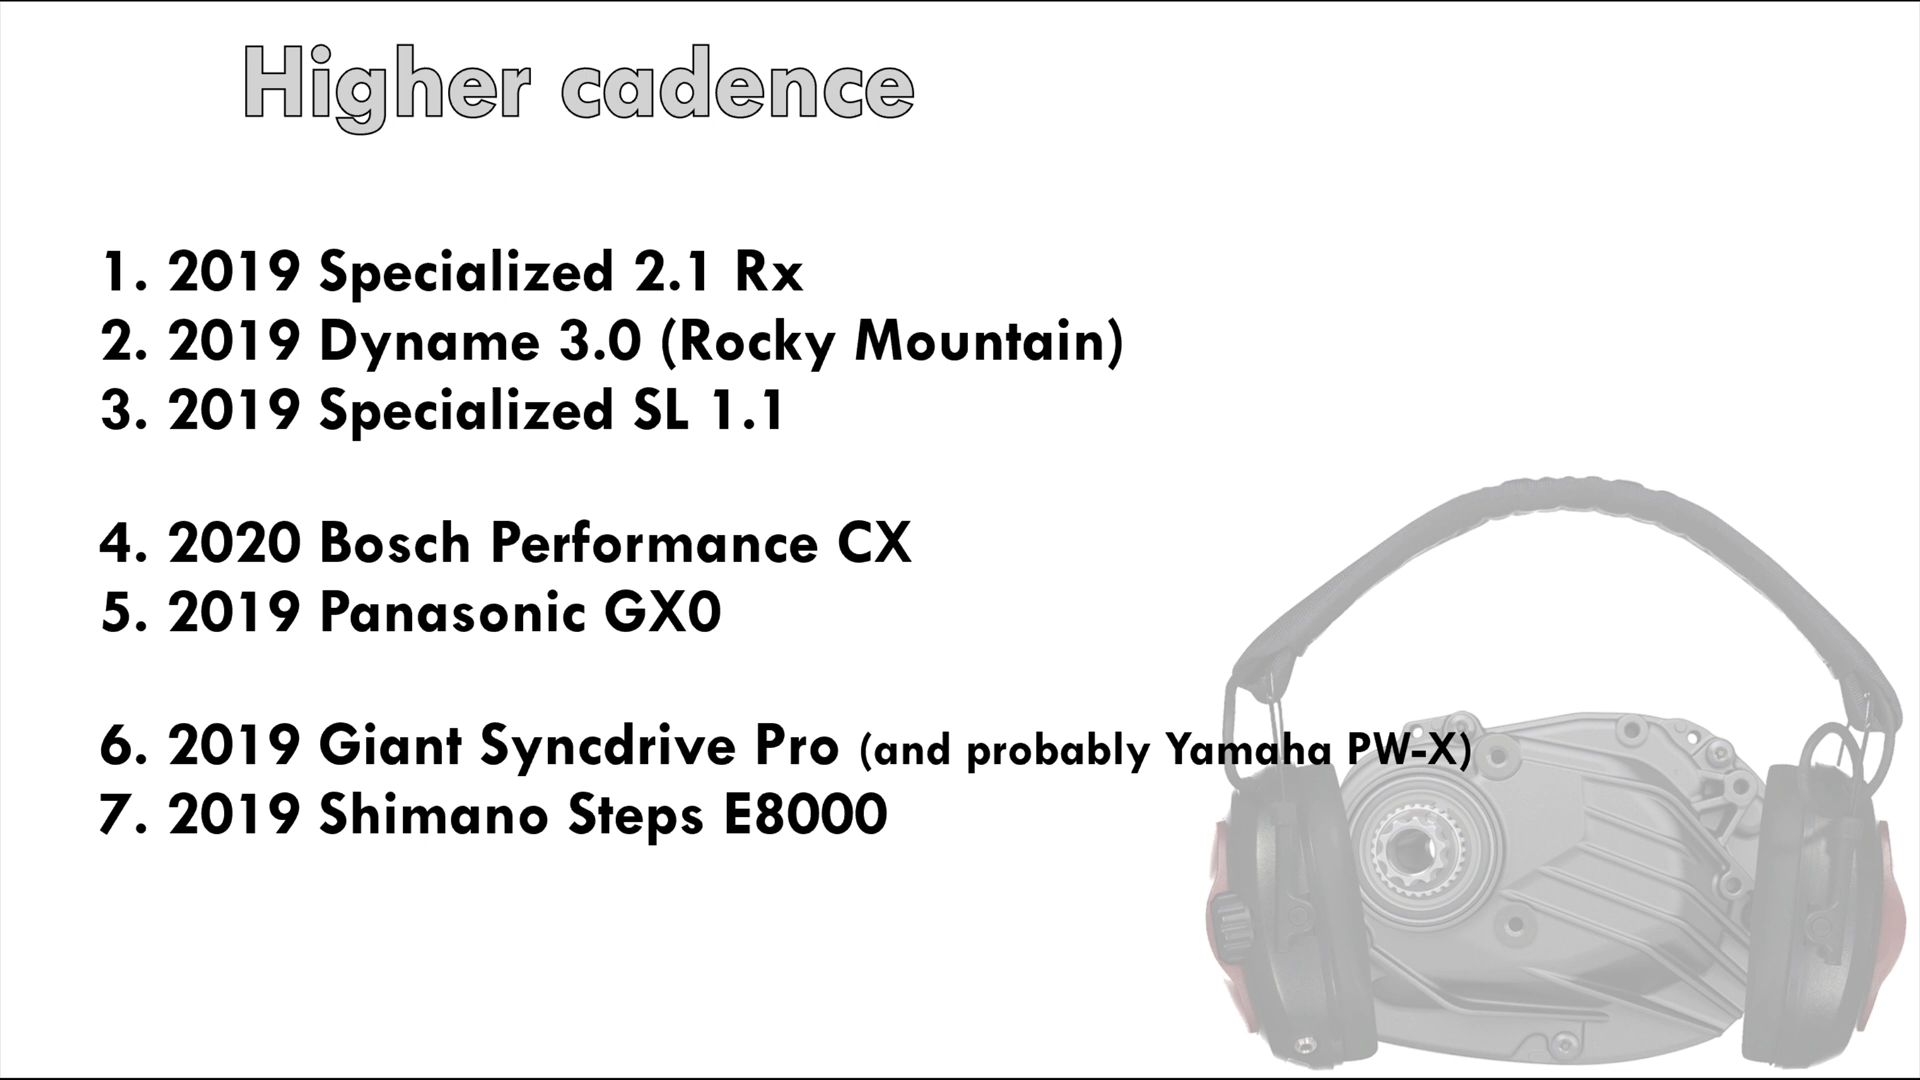 Higher cadence
1. 2019 Specialized 2.1 Rx
2. 2019 Dyname 3.0 (Rocky Mountain)
3. 2019 Specialized SL 1.1
4. 2020 Bosch Performance CX
5. 2019 Panasonic GX0
6. 2019 Giant Syncdrive Pro (and probably Yamaha PW-X)
7. 2019 Shimano Steps E8000